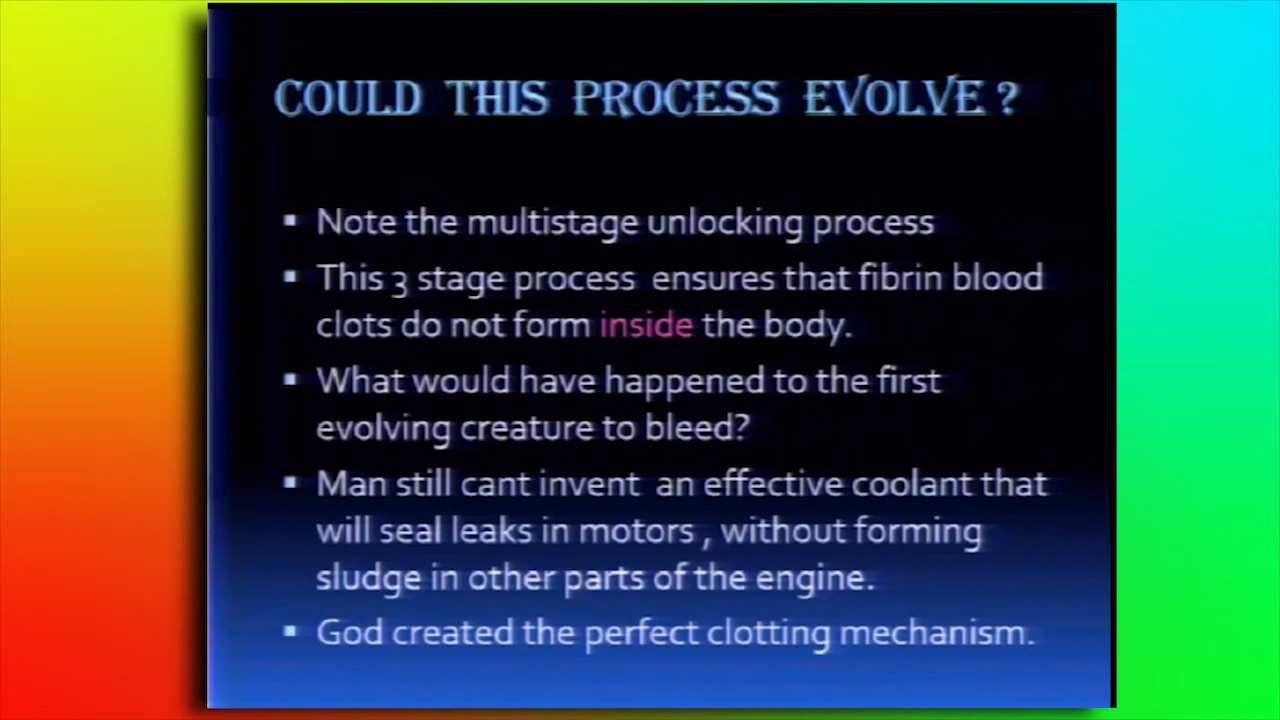 COULD THIS PROCESS EVOLVE ?
▪ Note the multistage unlocking process
▪ This 3 stage process ensures that fibrin blood
clots do not form inside the body.
▪ What would have happened to the first
evolving creature to bleed?
▪ Man still cant invent an effective coolant that
will seal leaks in motors , without forming
sludge in other parts of the engine.
▪ God created the perfect clotting mechanism.